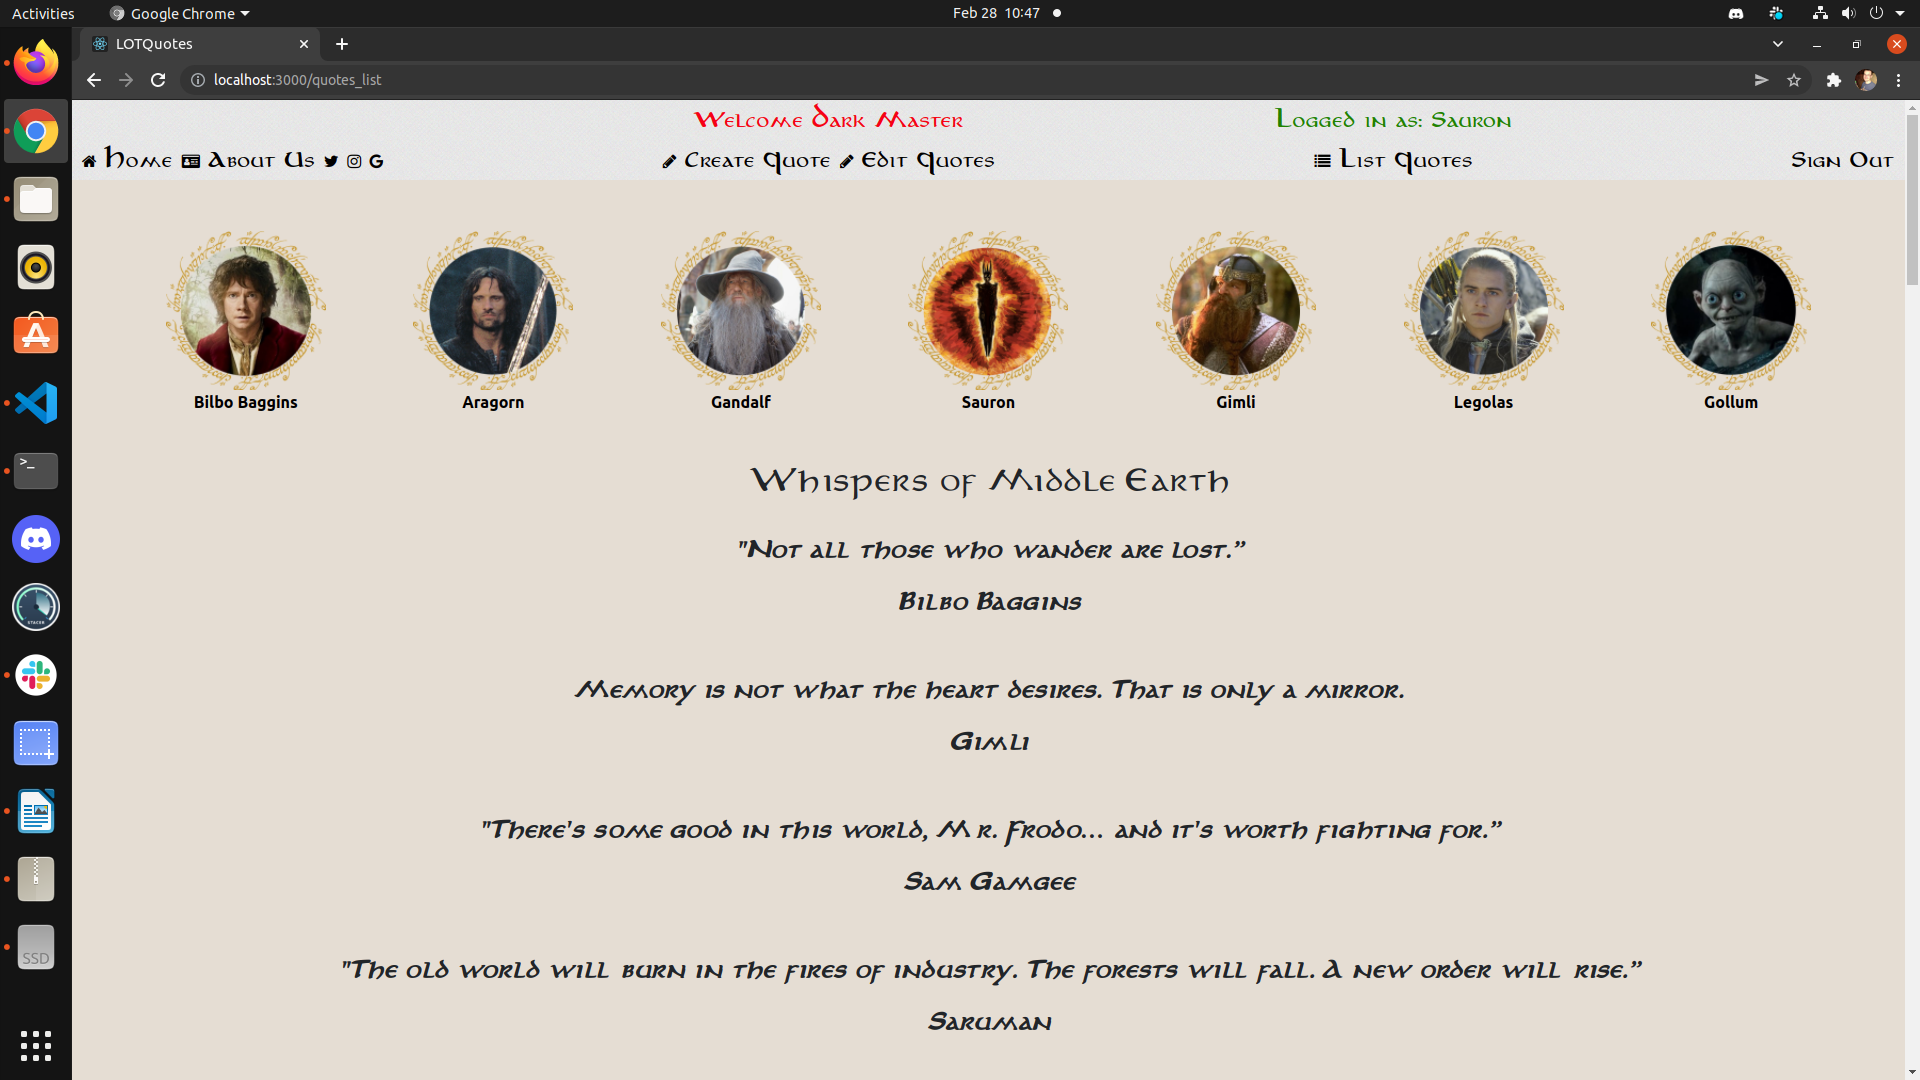 Activities
Google Chrome
Feb 28 10:47
LOTQuotes
localhost:3000/quotes_list
Welcome Dark Master
Logged in as: Sauron
Home
About Us
Create Quote
Edit Quotes
List Quotes
Sign Out
Bilbo Baggins
Aragorn
Gandalf
Sauron
Gimli
Legolas
Gollum
Whispers of Middle Earth
"Not all those who wander are lost.”
Bilbo Baggins
Memory is not what the heart desires. That is only a mirror.
Gimli
"There's some good in this world, Mr. Frodo... and it's worth fighting for.”
Sam Gamgee
"The old world will burn in the fires of industry. The forests will fall. A new order will rise.”
Saruman
>_
STACER
SSD